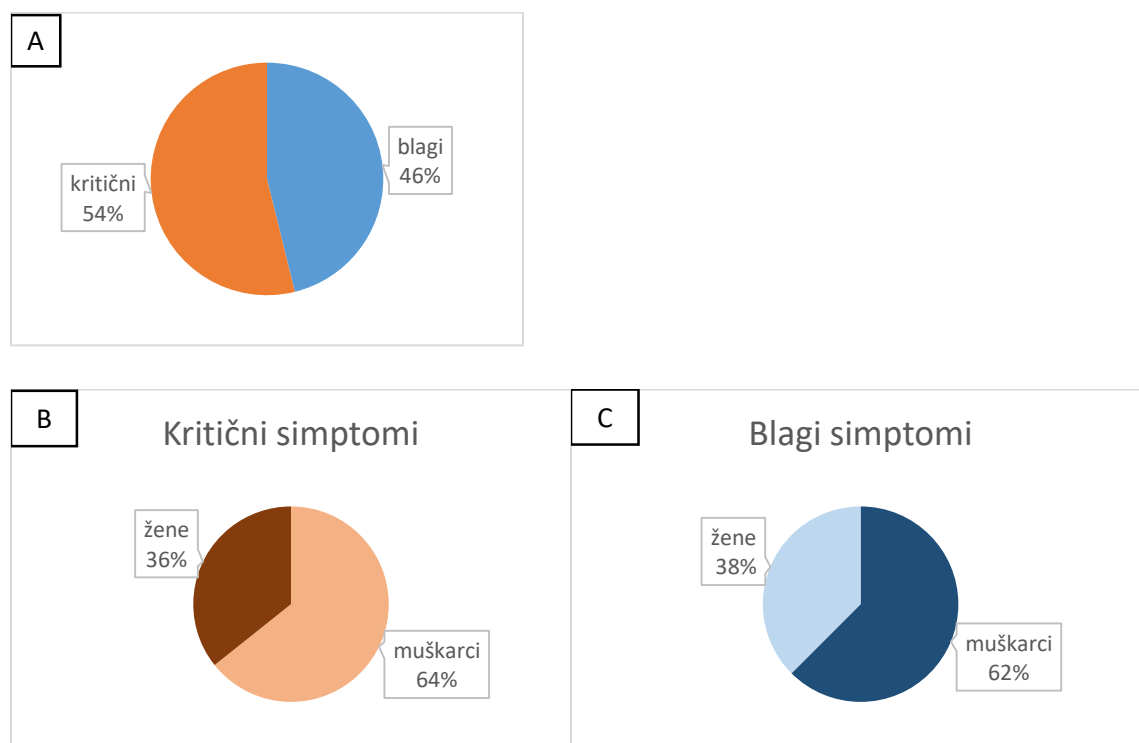 A
blagi
46%
kritični
54%
B
Kritični simptomi
žene
36%
muškarci
64%
C
Blagi simptomi
žene
38%
muškarci
62%